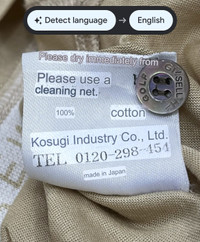 Detect language → English
Please dry immediately from
Please use a
cleaning net.
100% cotton
Kosugi Industry Co., Ltd.
TEL 0120-298-454
made in Japan
GOLF